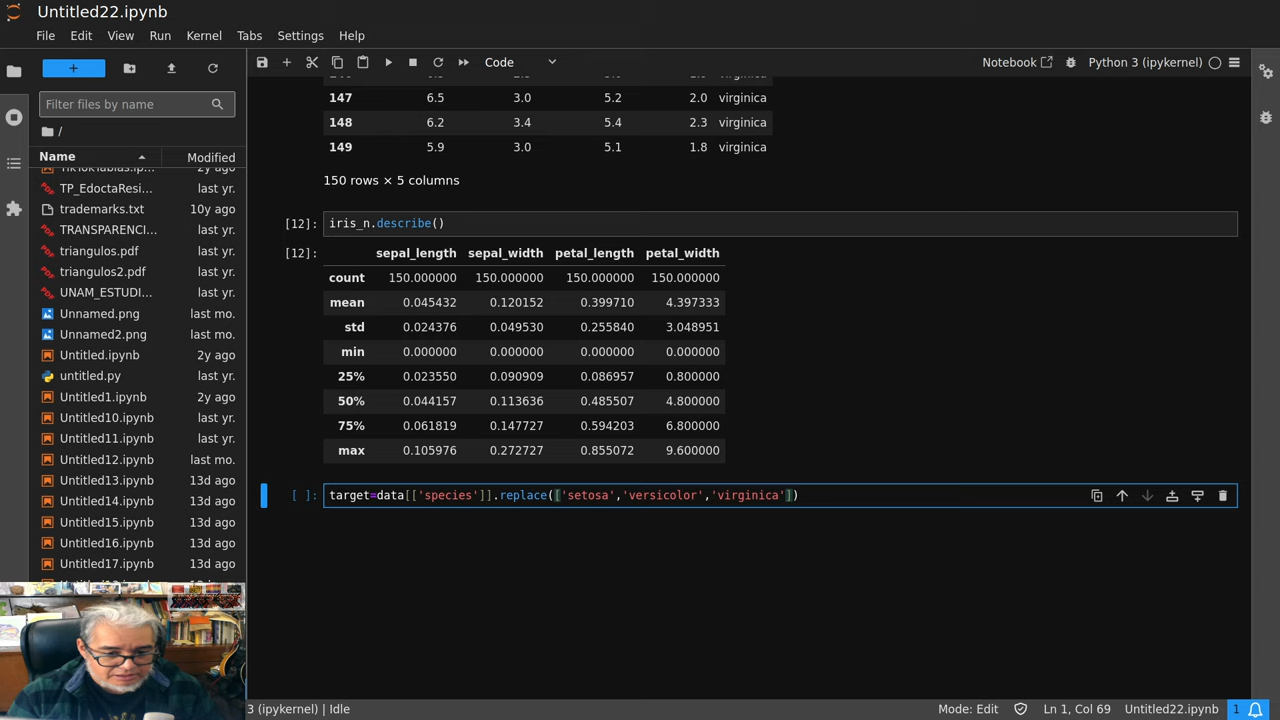 Untitled22.ipynb
File Edit View Run Kernel Tabs Settings Help
+ Code Notebook Python 3 (ipykernel)
Filter files by name
/
Name Modified
TikTokTablas.ip... 2y ago
TP_EdoctaResi... last yr.
trademarks.txt 10y ago
TRANSPARENCI... last yr.
triangulos.pdf last yr.
triangulos2.pdf last yr.
UNAM_ESTUDI... last yr.
Unnamed.png last mo.
Unnamed2.png last mo.
Untitled.ipynb 2y ago
untitled.py last yr.
Untitled1.ipynb 2y ago
Untitled10.ipynb last yr.
Untitled11.ipynb last yr.
Untitled12.ipynb last mo.
Untitled13.ipynb 13d ago
Untitled14.ipynb 13d ago
Untitled15.ipynb 13d ago
Untitled16.ipynb 13d ago
Untitled17.ipynb 13d ago
147 6.5 3.0 5.2 2.0 virginica
148 6.2 3.4 5.4 2.3 virginica
149 5.9 3.0 5.1 1.8 virginica
150 rows × 5 columns
[12]: iris_n.describe()
[12]: sepal_length sepal_width petal_length petal_width
count 150.000000 150.000000 150.000000 150.000000
mean 0.045432 0.120152 0.399710 4.397333
std 0.024376 0.049530 0.255840 3.048951
min 0.000000 0.000000 0.000000 0.000000
25% 0.023550 0.090909 0.086957 0.800000
50% 0.044157 0.113636 0.485507 4.800000
75% 0.061819 0.147727 0.594203 6.800000
max 0.105976 0.272727 0.855072 9.600000
[ ]: target=data[['species']].replace(['setosa','versicolor','virginica'])
3 (ipykernel) | Idle Mode: Edit Ln 1, Col 69 Untitled22.ipynb 1